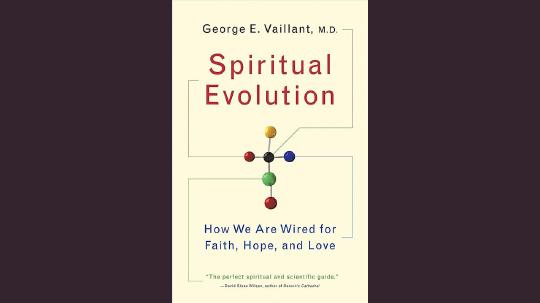 George E. Vaillant, M.D.
Spiritual
Evolution
How We Are Wired for
Faith, Hope, and Love
"The perfect spiritual and scientific guide."
—David Sloan Wilson, author of Darwin's Cathedral